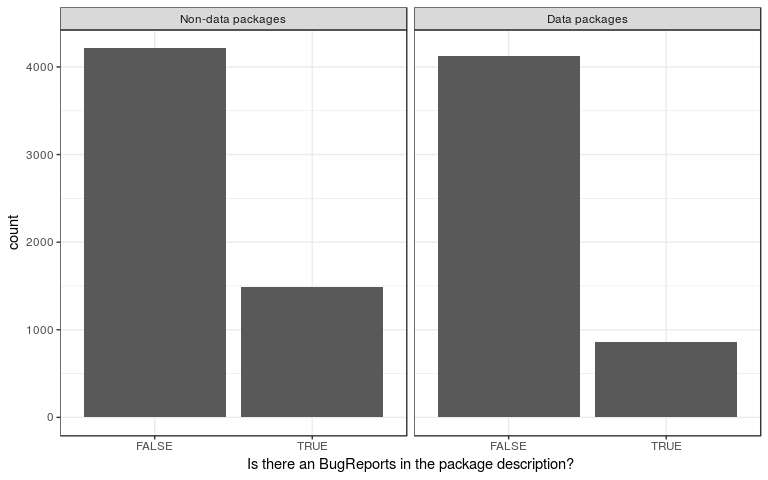 Non-data packages
Data packages
4000
3000
2000
1000
0
count
FALSE
TRUE
FALSE
TRUE
Is there an BugReports in the package description?